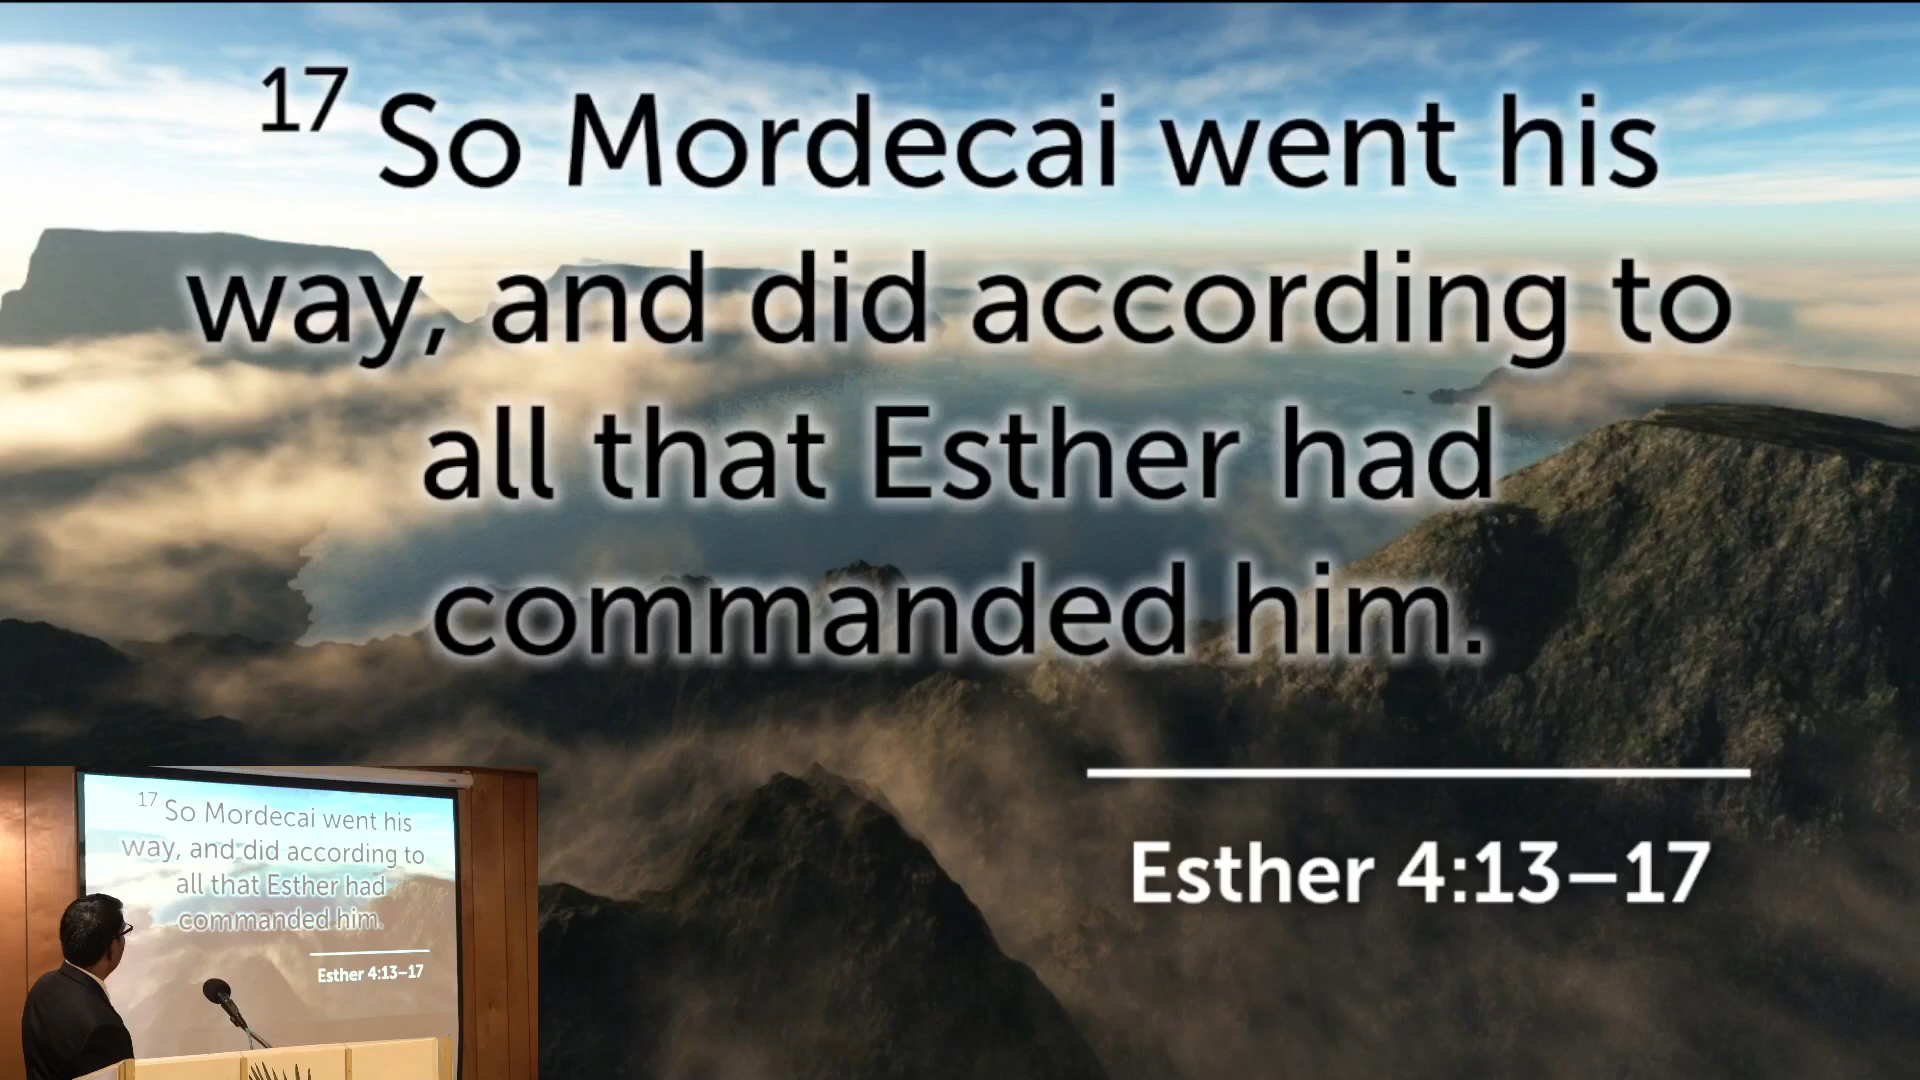 17 So Mordecai went his
way, and did according to
all that Esther had
commanded him.
Esther 4:13–17
17 So Mordecai went his
way, and did according to
all that Esther had
commanded him.
Esther 4:13–17